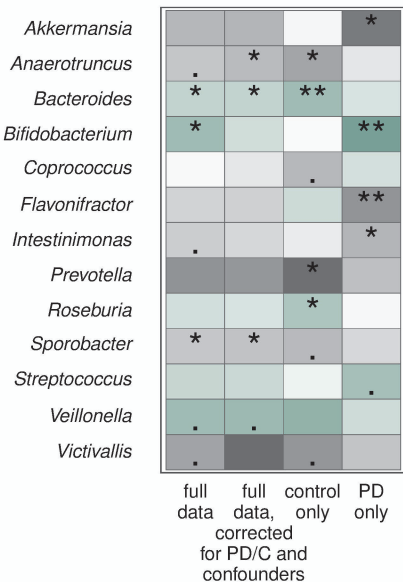 Akkermansia *
Anaerotruncus . * *
Bacteroides * * **
Bifidobacterium * **
Coprococcus .
Flavonifractor **
Intestinimonas . *
Prevotella *
Roseburia *
Sporobacter * * .
Streptococcus .
Veillonella . .
Victivallis . .
full full control PD
data data, only only
corrected
for PD/C and
confounders